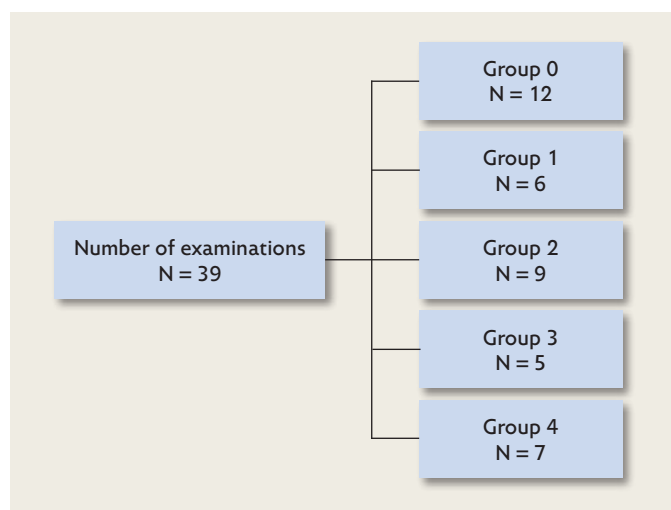 Group 0
N = 12
Group 1
N = 6
Number of examinations
N = 39
Group 2
N = 9
Group 3
N = 5
Group 4
N = 7